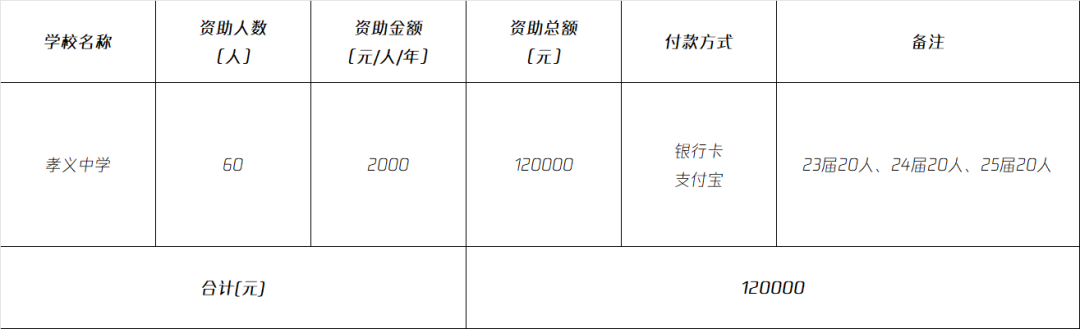 学校名称
资助人数
（人）
资助金额
（元/人/年）
资助总额
（元）
付款方式
备注
孝义中学
60
2000
120000
银行卡
支付宝
23届20人、24届20人、25届20人
合计(元)
120000